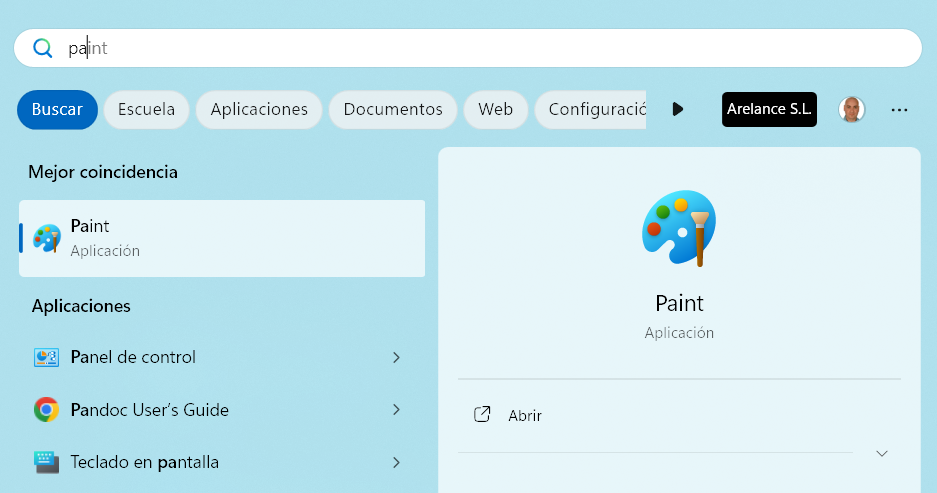 paint
Buscar Escuela Aplicaciones Documentos Web Configuració Arelance S.L. ...
Mejor coincidencia
Paint
Aplicación
Aplicaciones
Panel de control
Pandoc User’s Guide
Teclado en pantalla
Paint
Aplicación
Abrir